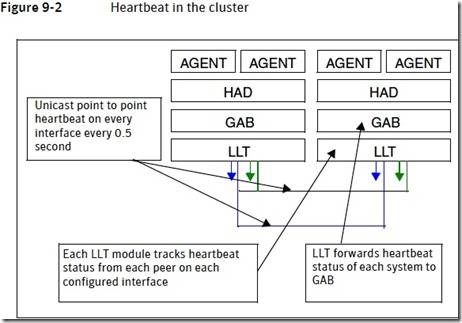 Figure 9-2 Heartbeat in the cluster
AGENT AGENT AGENT AGENT
HAD HAD
GAB GAB
LLT LLT
Unicast point to point
heartbeat on every
interface every 0.5
second
Each LLT module tracks heartbeat
status from each peer on each
configured interface
LLT forwards heartbeat
status of each system to
GAB